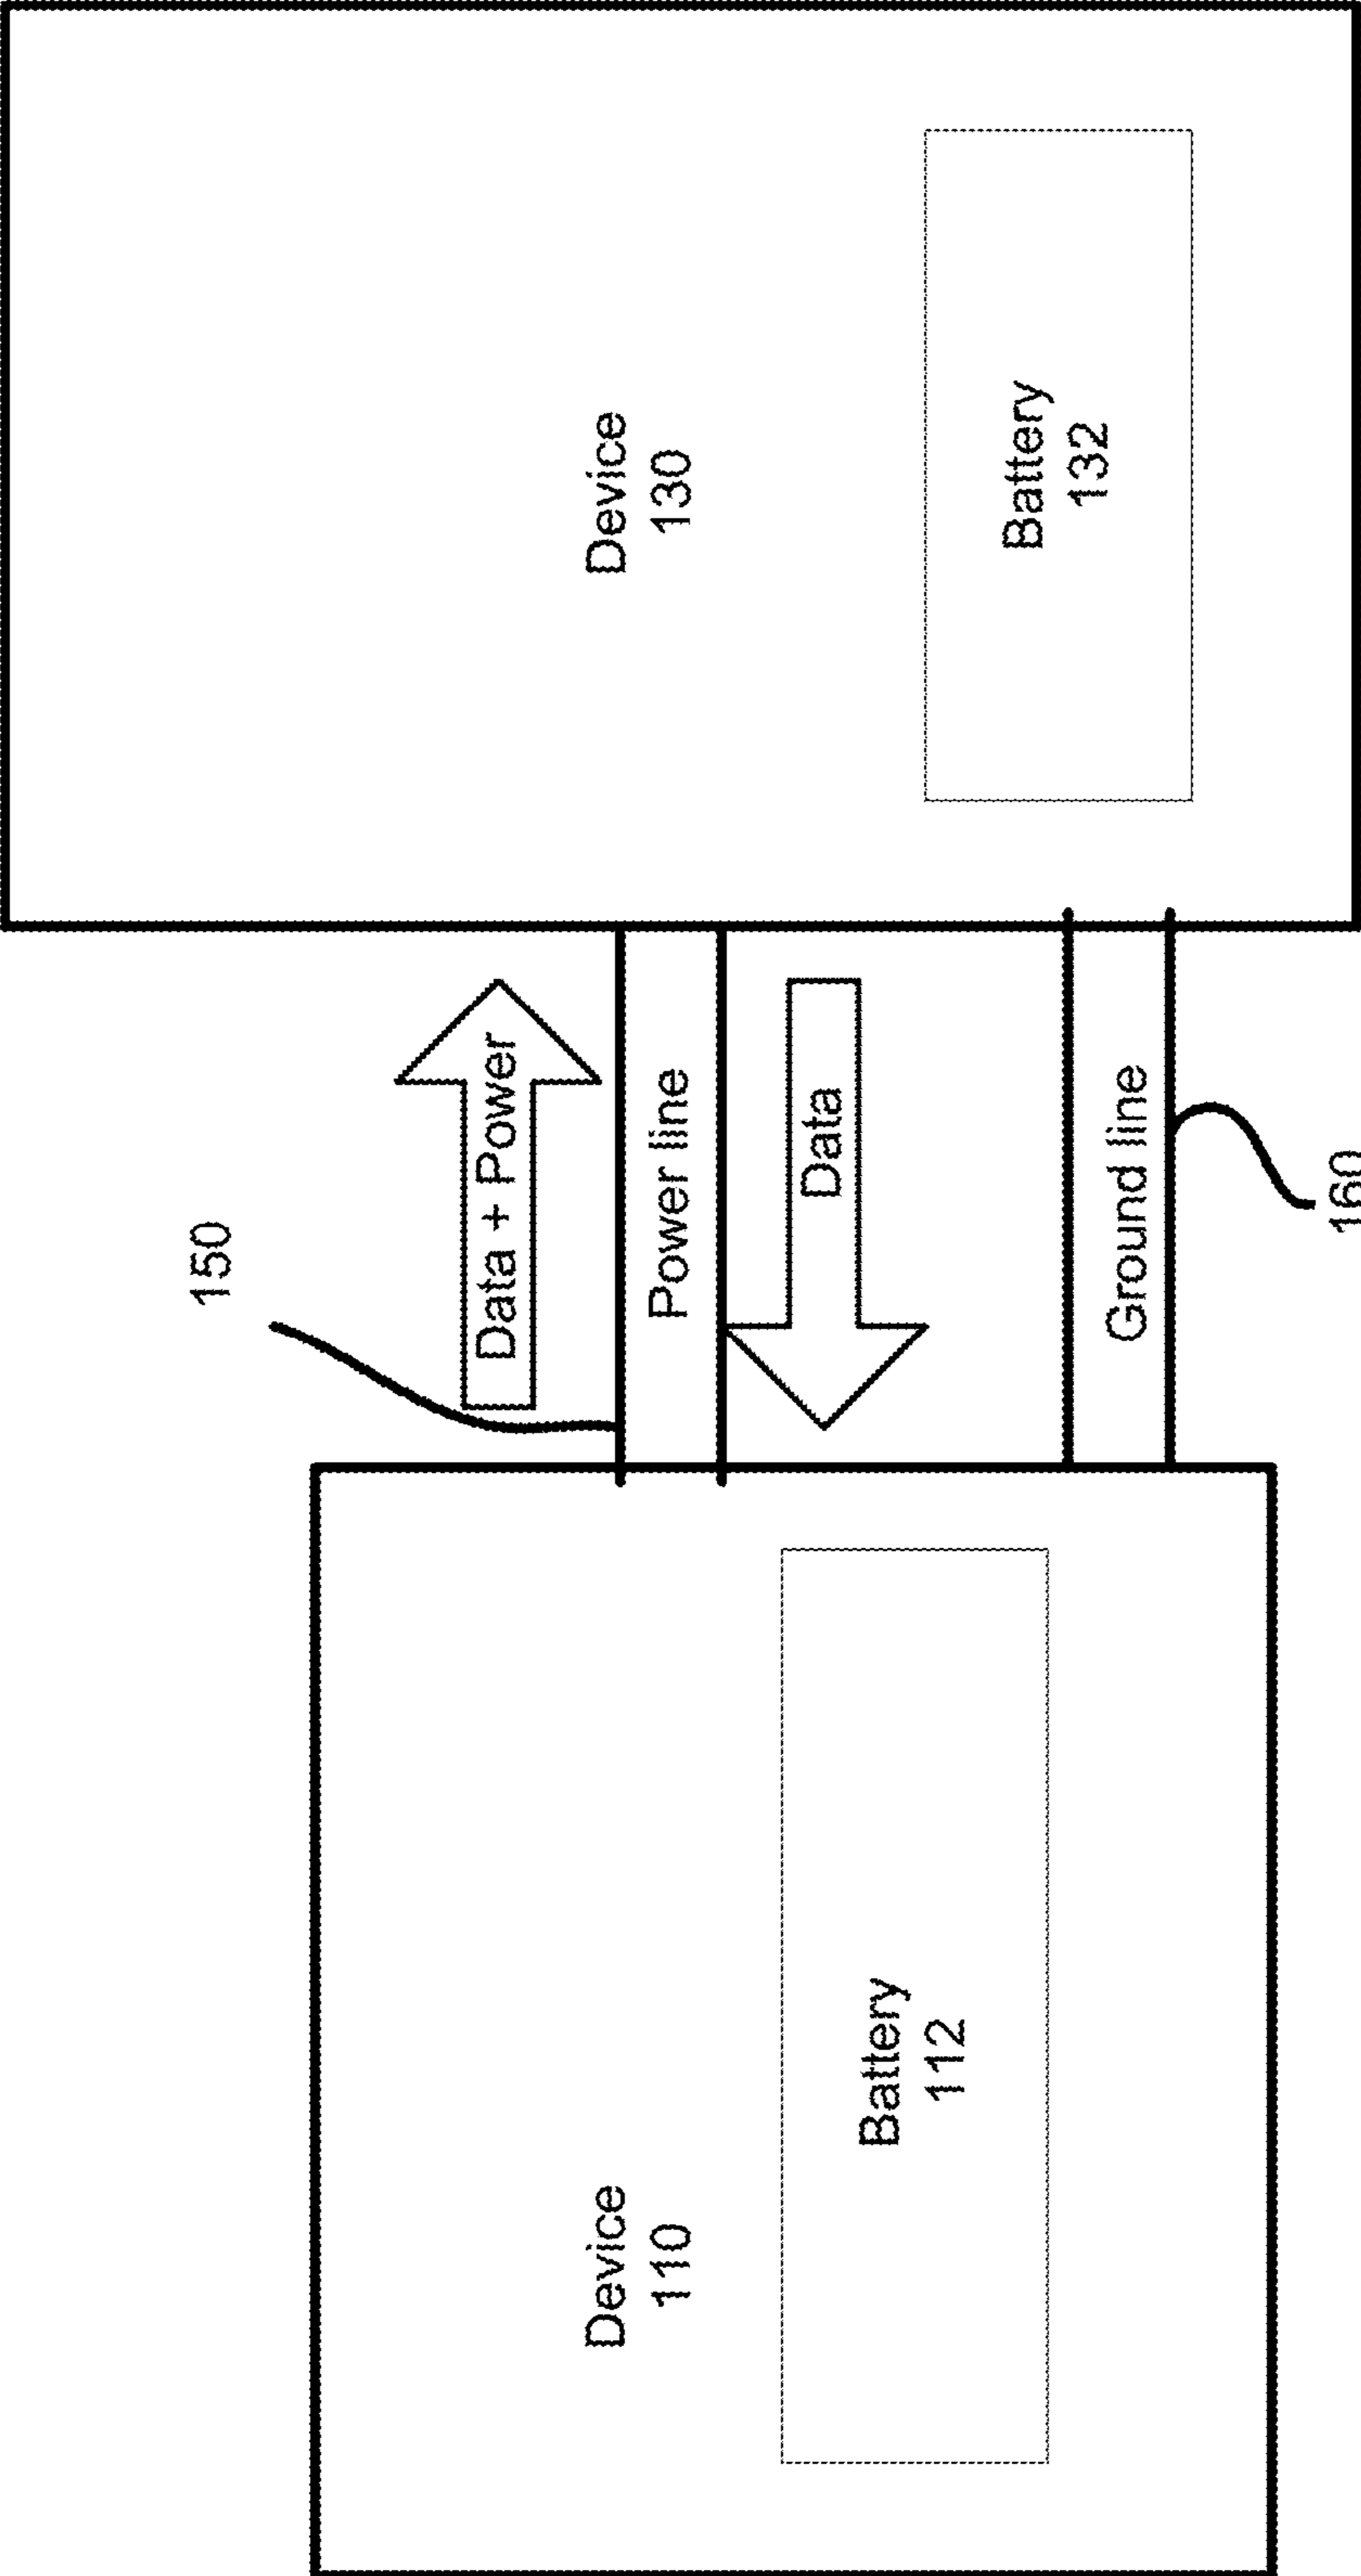 150
Data + Power
Device
110
Power line
Device
130
Data
Battery
112
Battery
132
Ground line
160